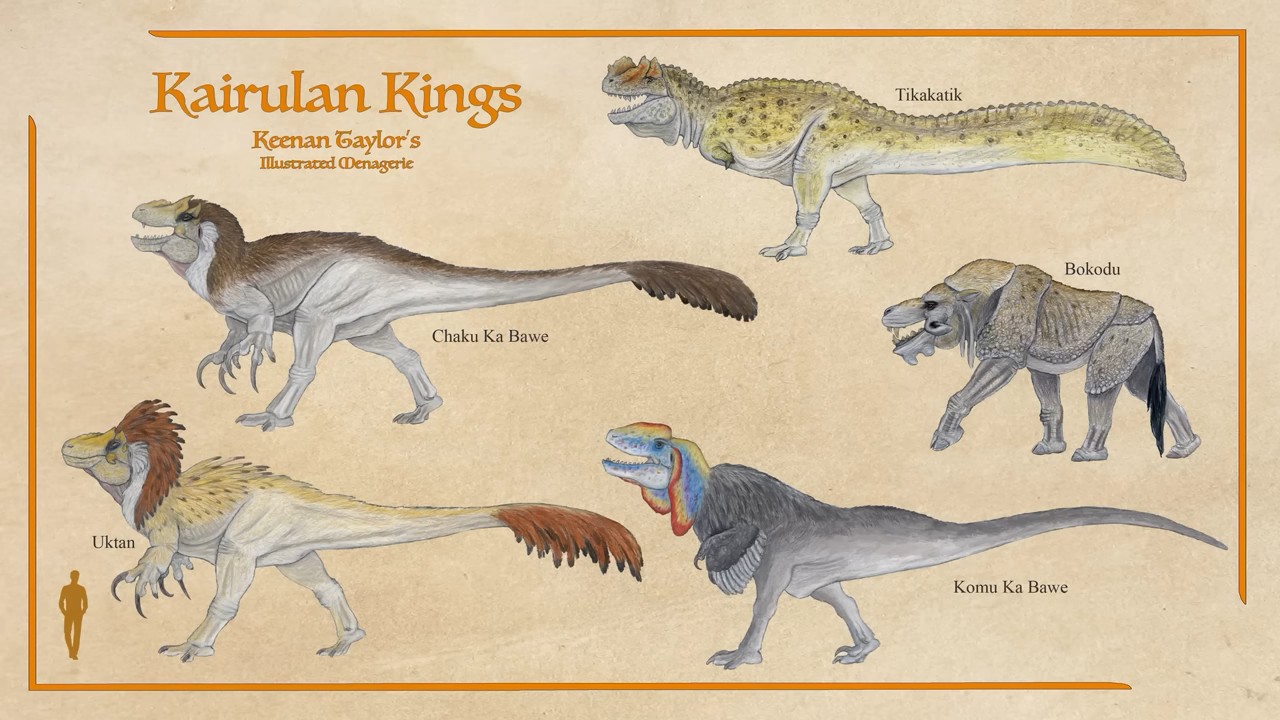 Kairulan Kings
Keenan Taylor's
Illustrated Menagerie
Tikakatik
Bokodu
Chaku Ka Bawe
Uktan
Komu Ka Bawe